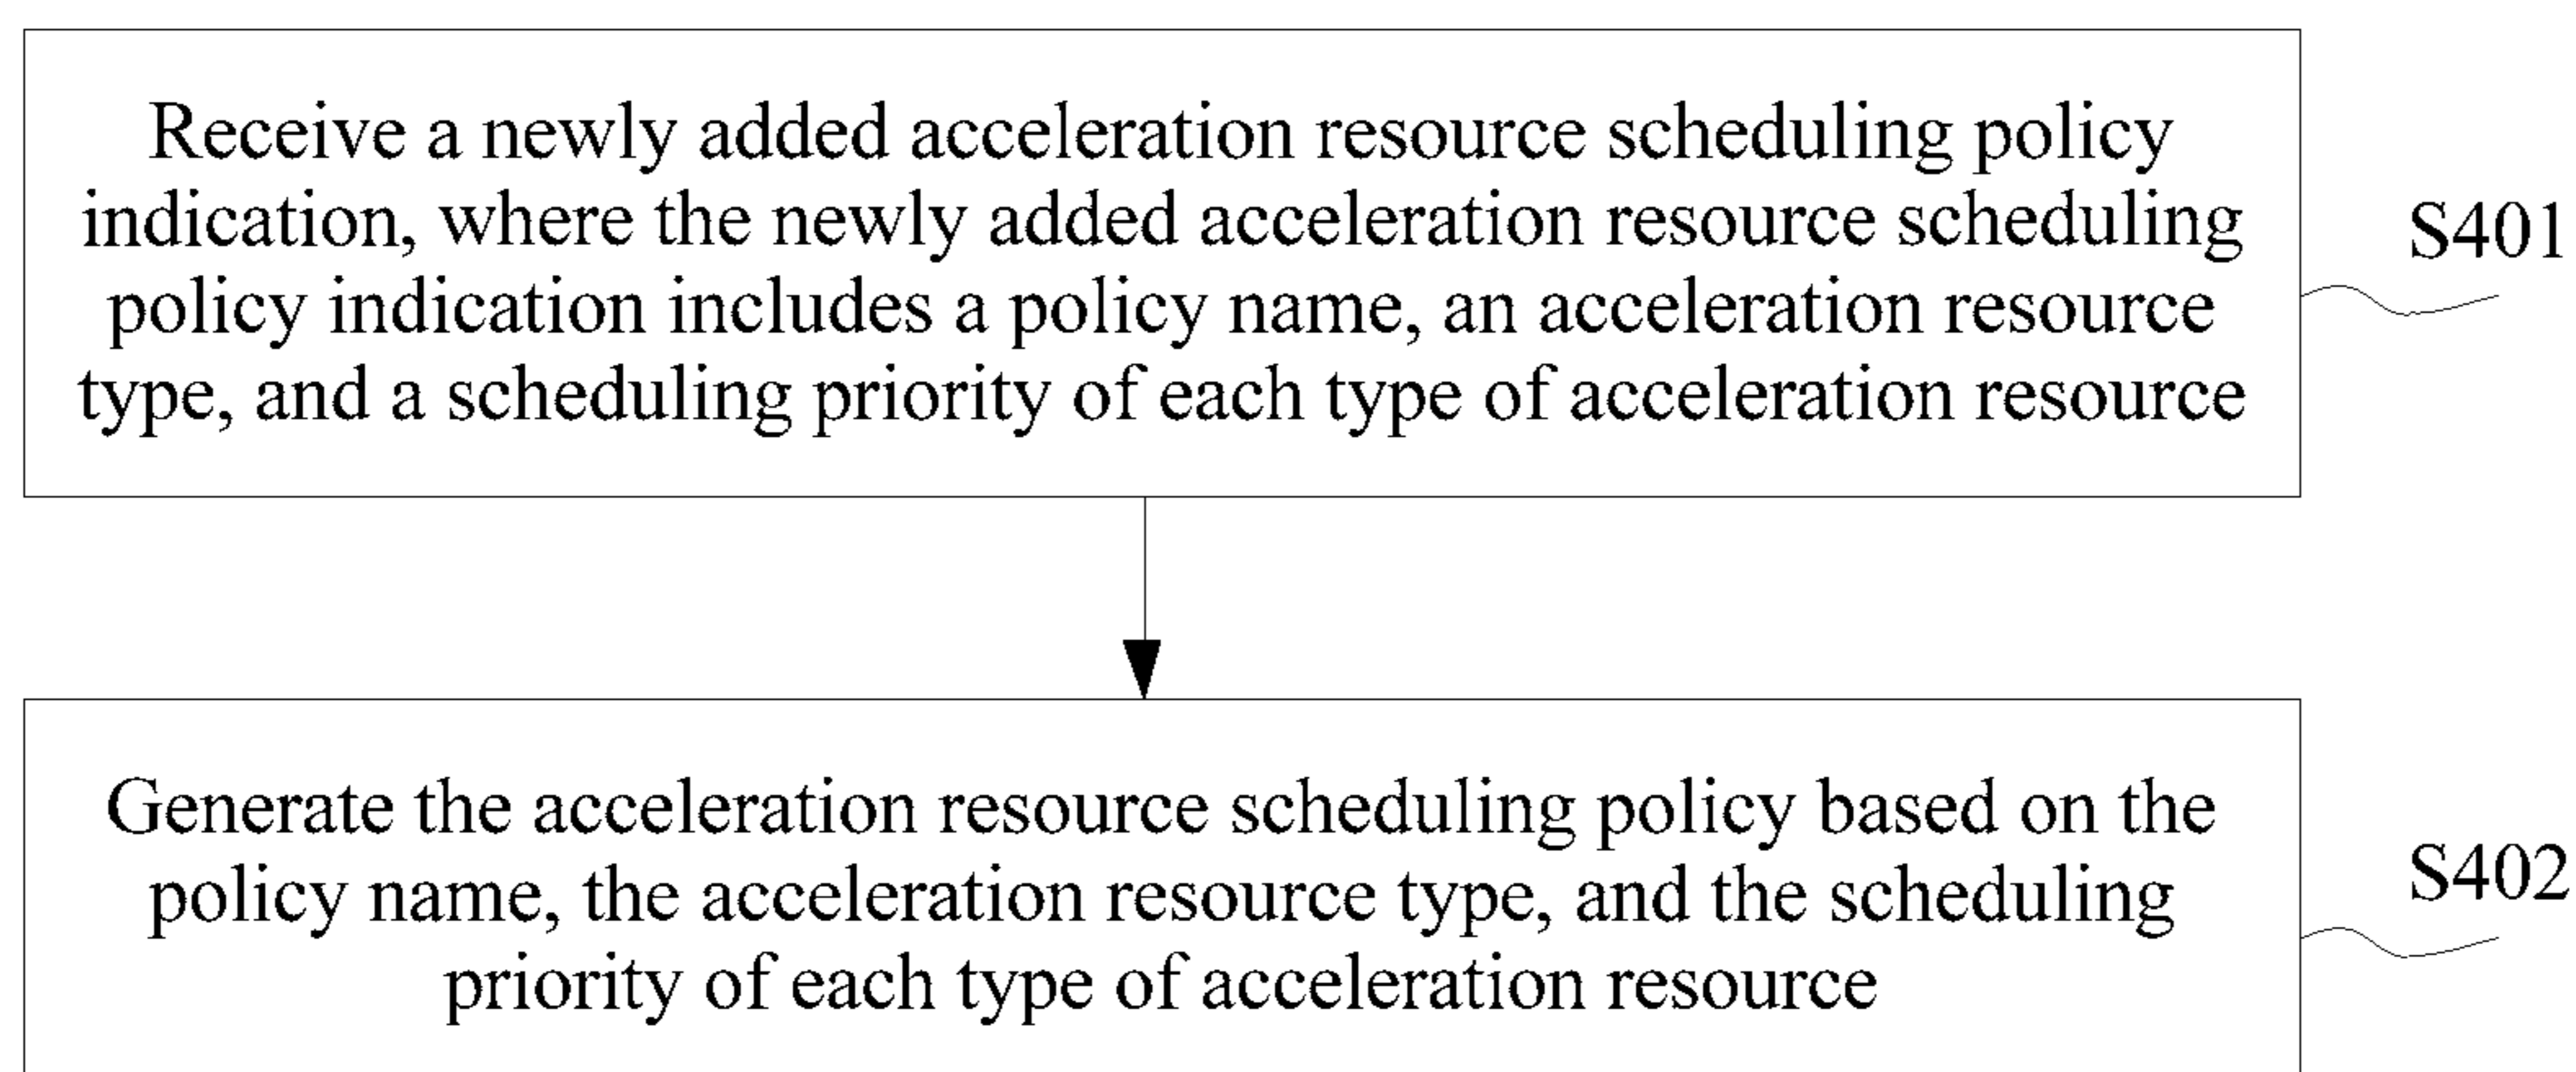 Receive a newly added acceleration resource scheduling policy
indication, where the newly added acceleration resource scheduling
policy indication includes a policy name, an acceleration resource
type, and a scheduling priority of each type of acceleration resource
S401
Generate the acceleration resource scheduling policy based on the
policy name, the acceleration resource type, and the scheduling
priority of each type of acceleration resource
S402